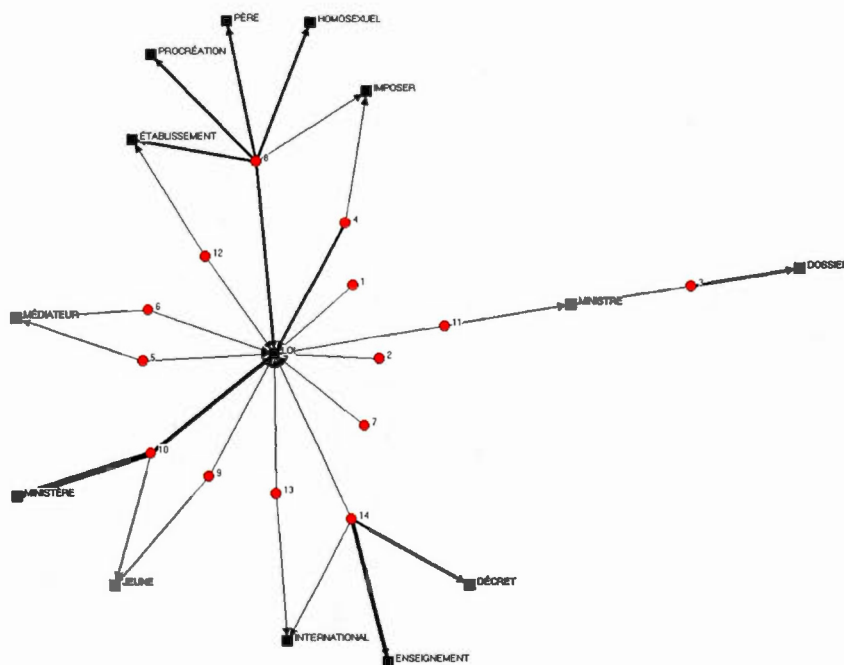 PÈRE
HOMOSEXUEL
PROCRÉATION
IMPOSER
ÉTABLISSEMENT
8
4
12
DOSSIER
1
3
MINISTRE
6
MÉDIATEUR
11
LOI
5
2
7
10
9
13
MINISTÈRE
14
JEUNE
DÉCRET
INTERNATIONAL
ENSEIGNEMENT